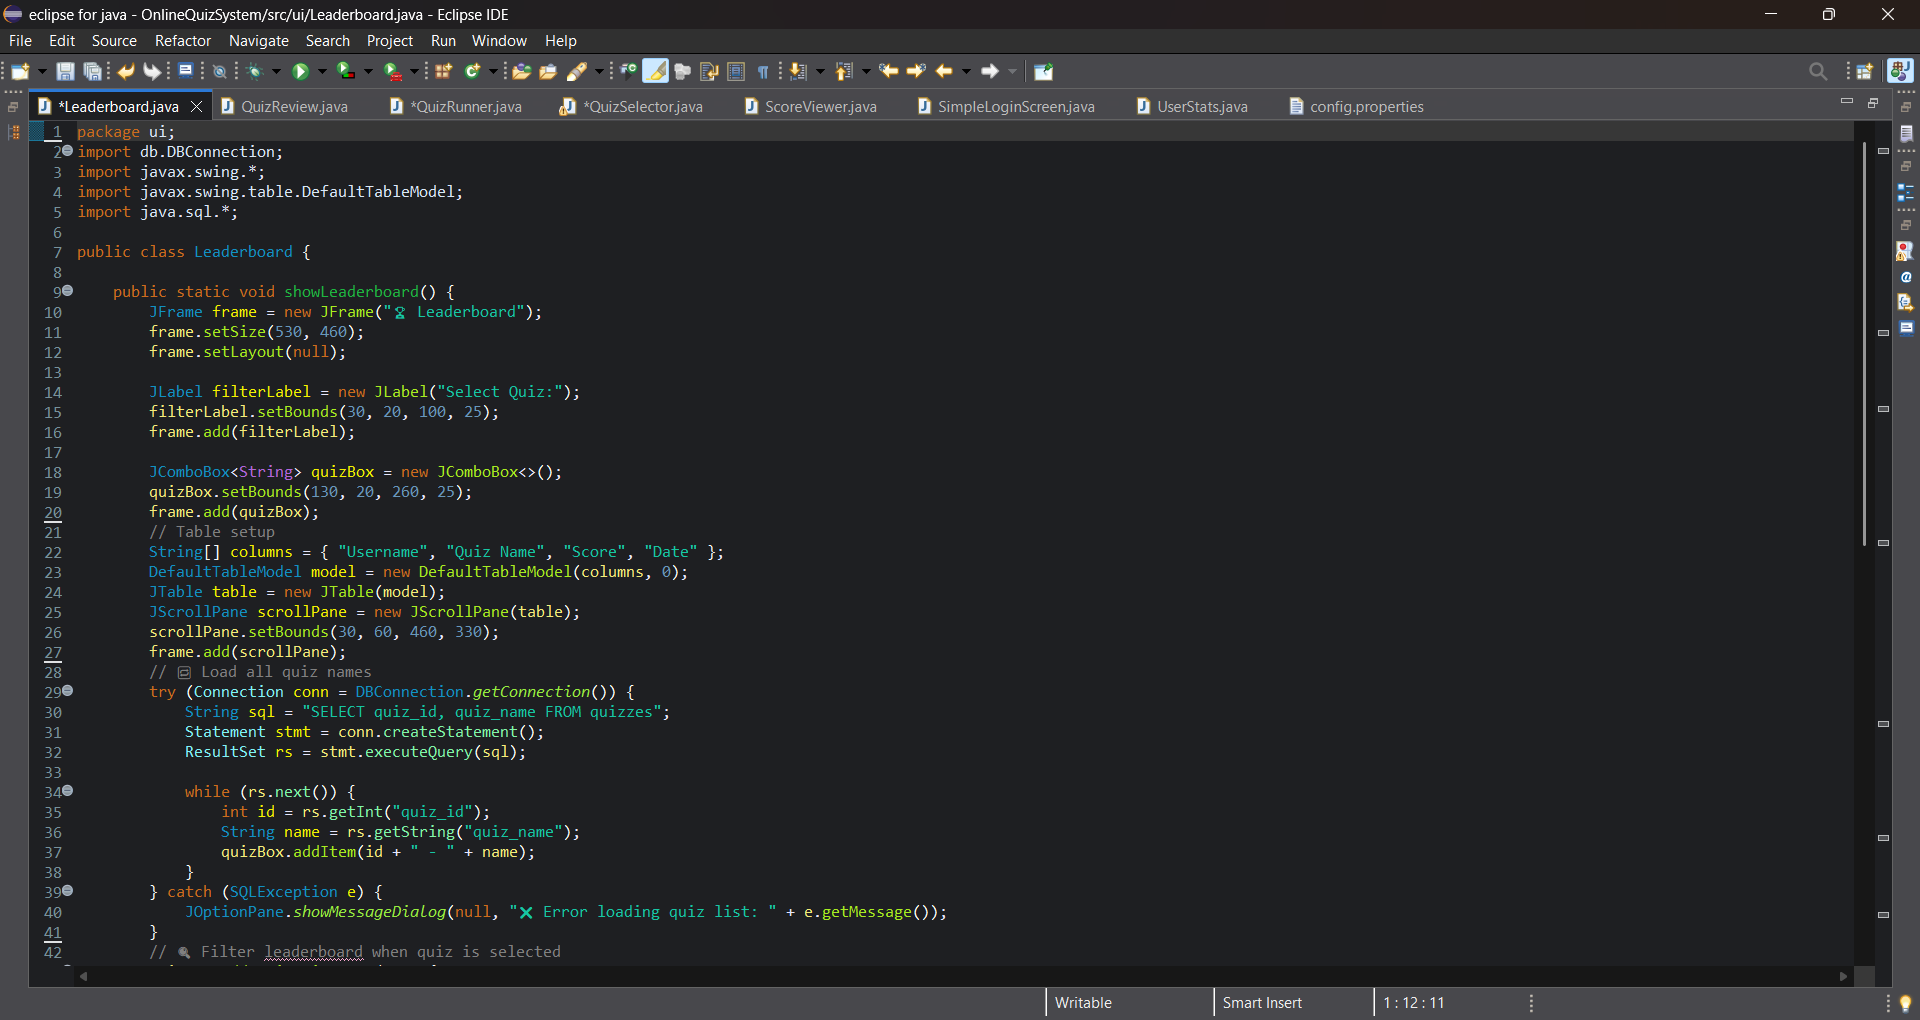 eclipse for java - OnlineQuizSystem/src/ui/Leaderboard.java - Eclipse IDE
File Edit Source Refactor Navigate Search Project Run Window Help
*Leaderboard.java QuizReview.java *QuizRunner.java *QuizSelector.java ScoreViewer.java SimpleLoginScreen.java UserStats.java config.properties
1 package ui;
2 import db.DBConnection;
3 import javax.swing.*;
4 import javax.swing.table.DefaultTableModel;
5 import java.sql.*;
6
7 public class Leaderboard {
8
9 public static void showLeaderboard() {
10 JFrame frame = new JFrame("🏆 Leaderboard");
11 frame.setSize(530, 460);
12 frame.setLayout(null);
13
14 JLabel filterLabel = new JLabel("Select Quiz:");
15 filterLabel.setBounds(30, 20, 100, 25);
16 frame.add(filterLabel);
17
18 JComboBox<String> quizBox = new JComboBox<>();
19 quizBox.setBounds(130, 20, 260, 25);
20 frame.add(quizBox);
21 // Table setup
22 String[] columns = { "Username", "Quiz Name", "Score", "Date" };
23 DefaultTableModel model = new DefaultTableModel(columns, 0);
24 JTable table = new JTable(model);
25 JScrollPane scrollPane = new JScrollPane(table);
26 scrollPane.setBounds(30, 60, 460, 330);
27 frame.add(scrollPane);
28 // 🔁 Load all quiz names
29 try (Connection conn = DBConnection.getConnection()) {
30 String sql = "SELECT quiz_id, quiz_name FROM quizzes";
31 Statement stmt = conn.createStatement();
32 ResultSet rs = stmt.executeQuery(sql);
33
34 while (rs.next()) {
35 int id = rs.getInt("quiz_id");
36 String name = rs.getString("quiz_name");
37 quizBox.addItem(id + " - " + name);
38 }
39 } catch (SQLException e) {
40 JOptionPane.showMessageDialog(null, "❌ Error loading quiz list: " + e.getMessage());
41 }
42 // 🔍 Filter leaderboard when quiz is selected
Writable Smart Insert 1 : 12 : 11